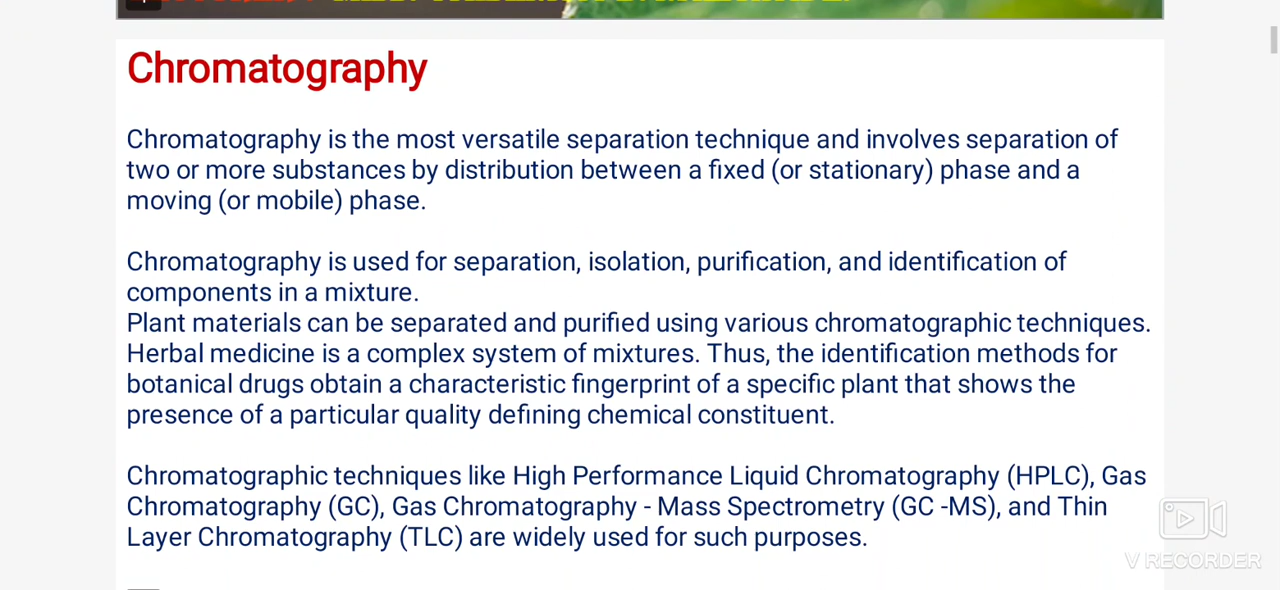 Chromatography
Chromatography is the most versatile separation technique and involves separation of
two or more substances by distribution between a fixed (or stationary) phase and a
moving (or mobile) phase.
Chromatography is used for separation, isolation, purification, and identification of
components in a mixture.
Plant materials can be separated and purified using various chromatographic techniques.
Herbal medicine is a complex system of mixtures. Thus, the identification methods for
botanical drugs obtain a characteristic fingerprint of a specific plant that shows the
presence of a particular quality defining chemical constituent.
Chromatographic techniques like High Performance Liquid Chromatography (HPLC), Gas
Chromatography (GC), Gas Chromatography - Mass Spectrometry (GC -MS), and Thin
Layer Chromatography (TLC) are widely used for such purposes.
V RECORDER